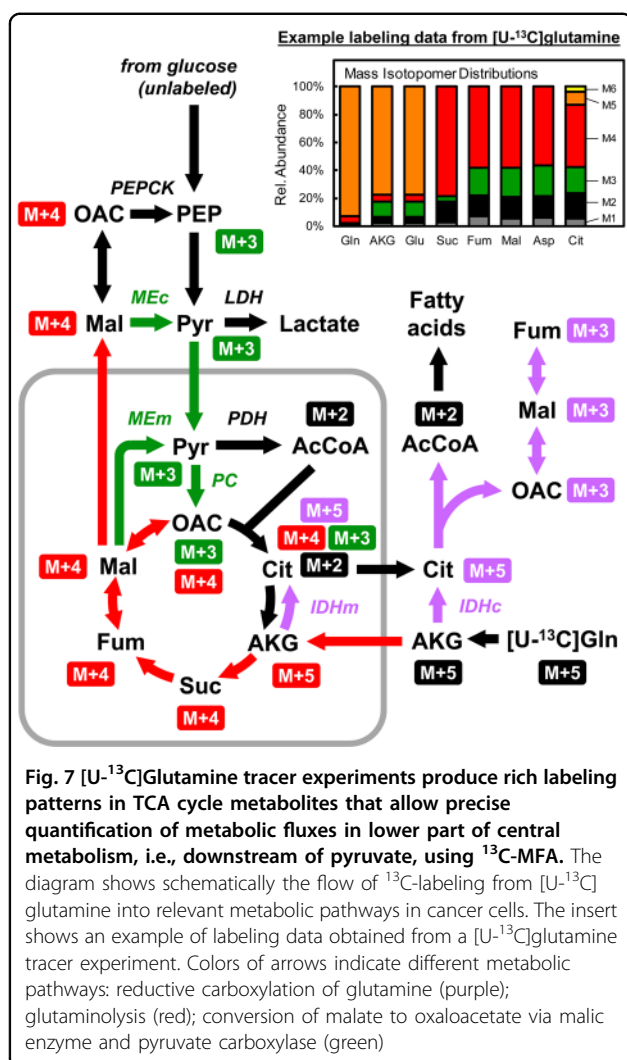 Example labeling data from [U-¹³C]glutamine
Mass Isotopomer Distributions
Rel. Abundance
100%
80%
60%
40%
20%
0%
M6
M5
M4
M3
M2
M1
Gln AKG Glu Suc Fum Mal Asp Cit
from glucose
(unlabeled)
PEPCK
M+4 OAC PEP
M+3
MEc LDH
M+4 Mal Pyr Lactate
M+3
Fatty
acids
Fum M+3
MEm PDH M+2
M+2
Mal M+3
Pyr AcCoA
AcCoA
M+3 PC
OAC M+3
OAC M+5
M+3 M+4 M+3
M+4 Mal M+4 Cit M+2
Cit M+5
IDHm IDHc
Fum AKG AKG [U-¹³C]Gln
M+4 Suc M+5 M+5 M+5
M+4
Fig. 7 [U-¹³C]Glutamine tracer experiments produce rich labeling
patterns in TCA cycle metabolites that allow precise
quantification of metabolic fluxes in lower part of central
metabolism, i.e., downstream of pyruvate, using ¹³C-MFA. The
diagram shows schematically the flow of ¹³C-labeling from [U-¹³C]
glutamine into relevant metabolic pathways in cancer cells. The insert
shows an example of labeling data obtained from a [U-¹³C]glutamine
tracer experiment. Colors of arrows indicate different metabolic
pathways: reductive carboxylation of glutamine (purple);
glutaminolysis (red); conversion of malate to oxaloacetate via malic
enzyme and pyruvate carboxylase (green)